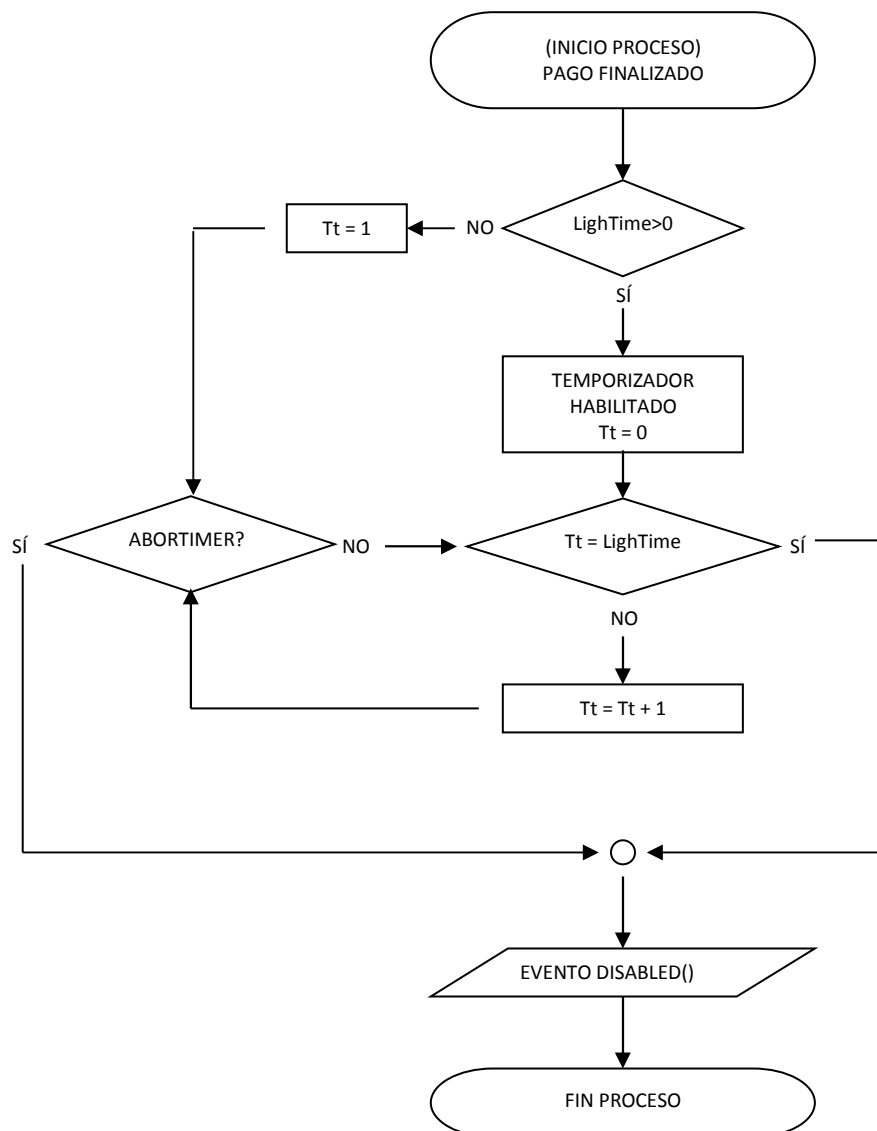 (INICIO PROCESO)
PAGO FINALIZADO
Tt = 1
NO
LighTime>0
SÍ
TEMPORIZADOR
HABILITADO
Tt = 0
SÍ
ABORTIMER?
NO
Tt = LighTime
SÍ
NO
Tt = Tt + 1
EVENTO DISABLED()
FIN PROCESO